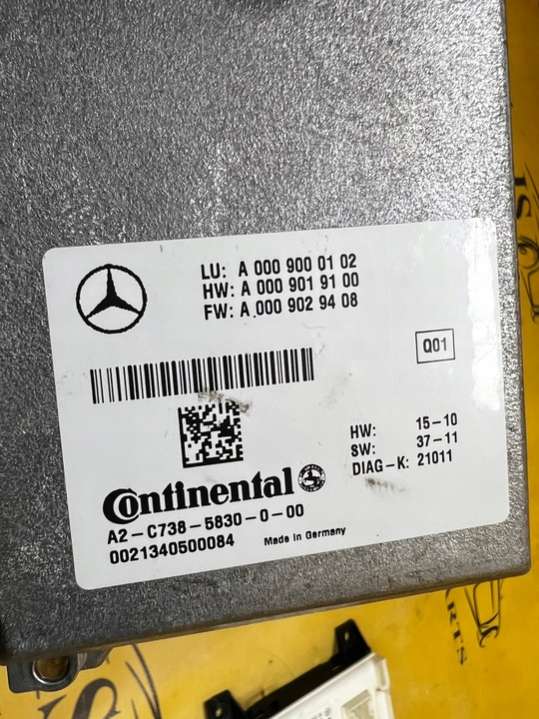 LU: A 000 900 01 02
HW: A 000 901 91 00
FW: A 000 902 94 08
Q01
HW: 15-10
SW: 37-11
DIAG-K: 21011
Continental
A2-C738-5830-0-00
0021340500084 Made in Germany